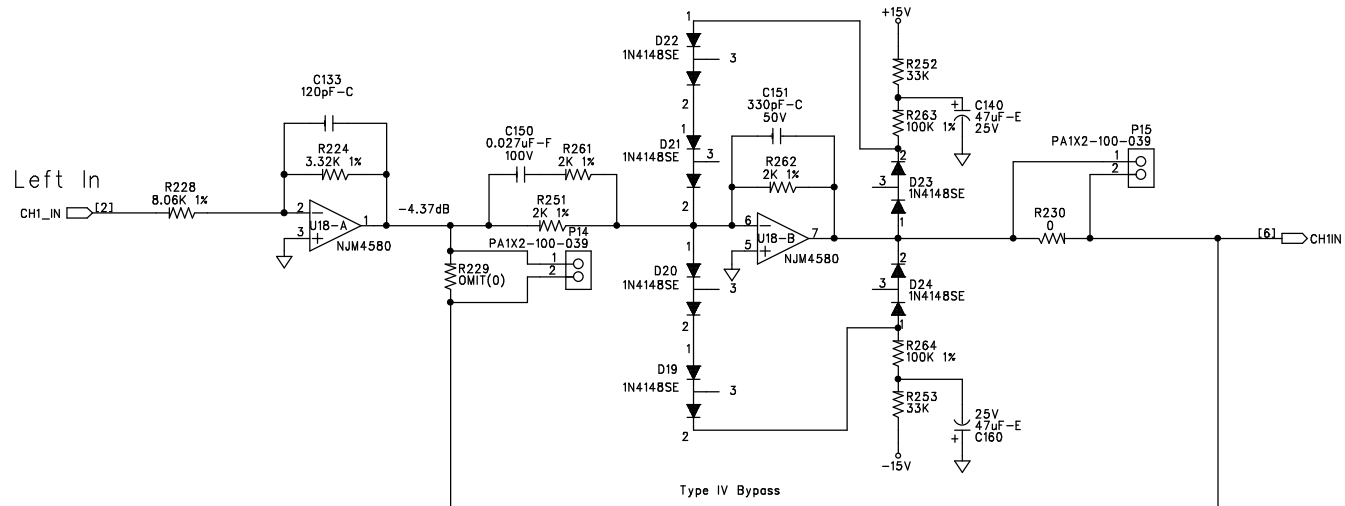 Left In
CH1_IN
[2]
R228
8.06K 1%
C133
120pF-C
R224
3.32K 1%
2
3
1
U18-A
NJM4580
-4.37dB
C150
0.027uF-F
100V
R261
2K 1%
R251
2K 1%
P14
PA1X2-100-039
1
2
R229
OMIT(0)
1
D22
1N4148SE
3
2
1
D21
1N4148SE
3
2
1
D20
1N4148SE
3
2
1
D19
1N4148SE
3
2
C151
330pF-C
50V
R262
2K 1%
6
5
7
U18-B
NJM4580
+15V
R252
33K
R263
100K 1%
+
C140
47uF-E
25V
2
D23
1N4148SE
3
1
2
D24
1N4148SE
3
1
R264
100K 1%
R253
33K
-15V
25V
47uF-E
C160
+
P15
PA1X2-100-039
1
2
R230
0
[6]
CH1IN
Type IV Bypass